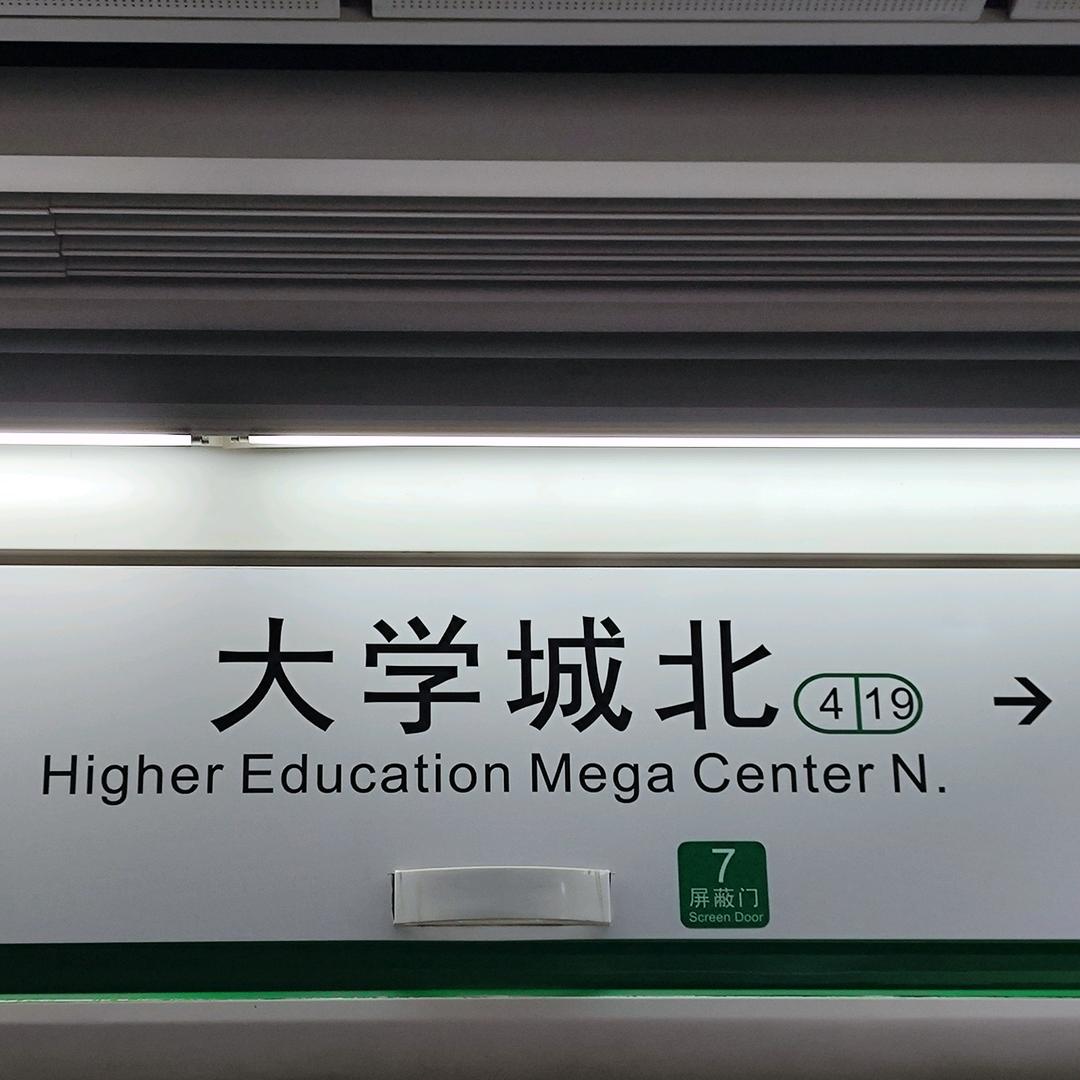 大学城北 4 19 →
Higher Education Mega Center N.
7
屏蔽门
Screen Door